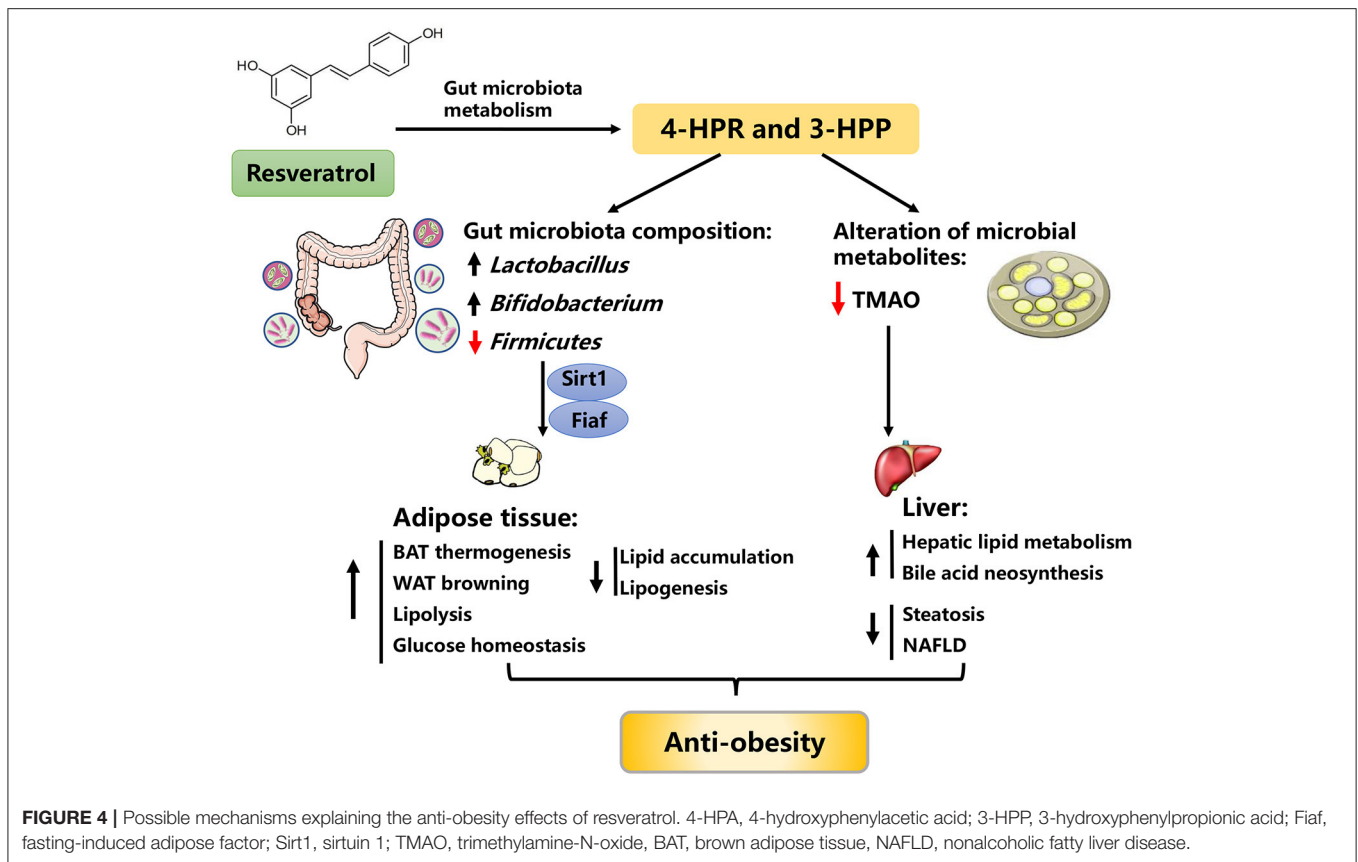 OH
HO
OH
Resveratrol
Gut microbiota
metabolism
4-HPR and 3-HPP
Gut microbiota composition:
Lactobacillus
Bifidobacterium
Firmicutes
Sirt1
Fiaf
Alteration of microbial
metabolites:
TMAO
Adipose tissue:
BAT thermogenesis
WAT browning
Lipolysis
Glucose homeostasis
Lipid accumulation
Lipogenesis
Liver:
Hepatic lipid metabolism
Bile acid neosynthesis
Steatosis
NAFLD
Anti-obesity
FIGURE 4 | Possible mechanisms explaining the anti-obesity effects of resveratrol. 4-HPA, 4-hydroxyphenylacetic acid; 3-HPP, 3-hydroxyphenylpropionic acid; Fiaf,
fasting-induced adipose factor; Sirt1, sirtuin 1; TMAO, trimethylamine-N-oxide, BAT, brown adipose tissue, NAFLD, nonalcoholic fatty liver disease.